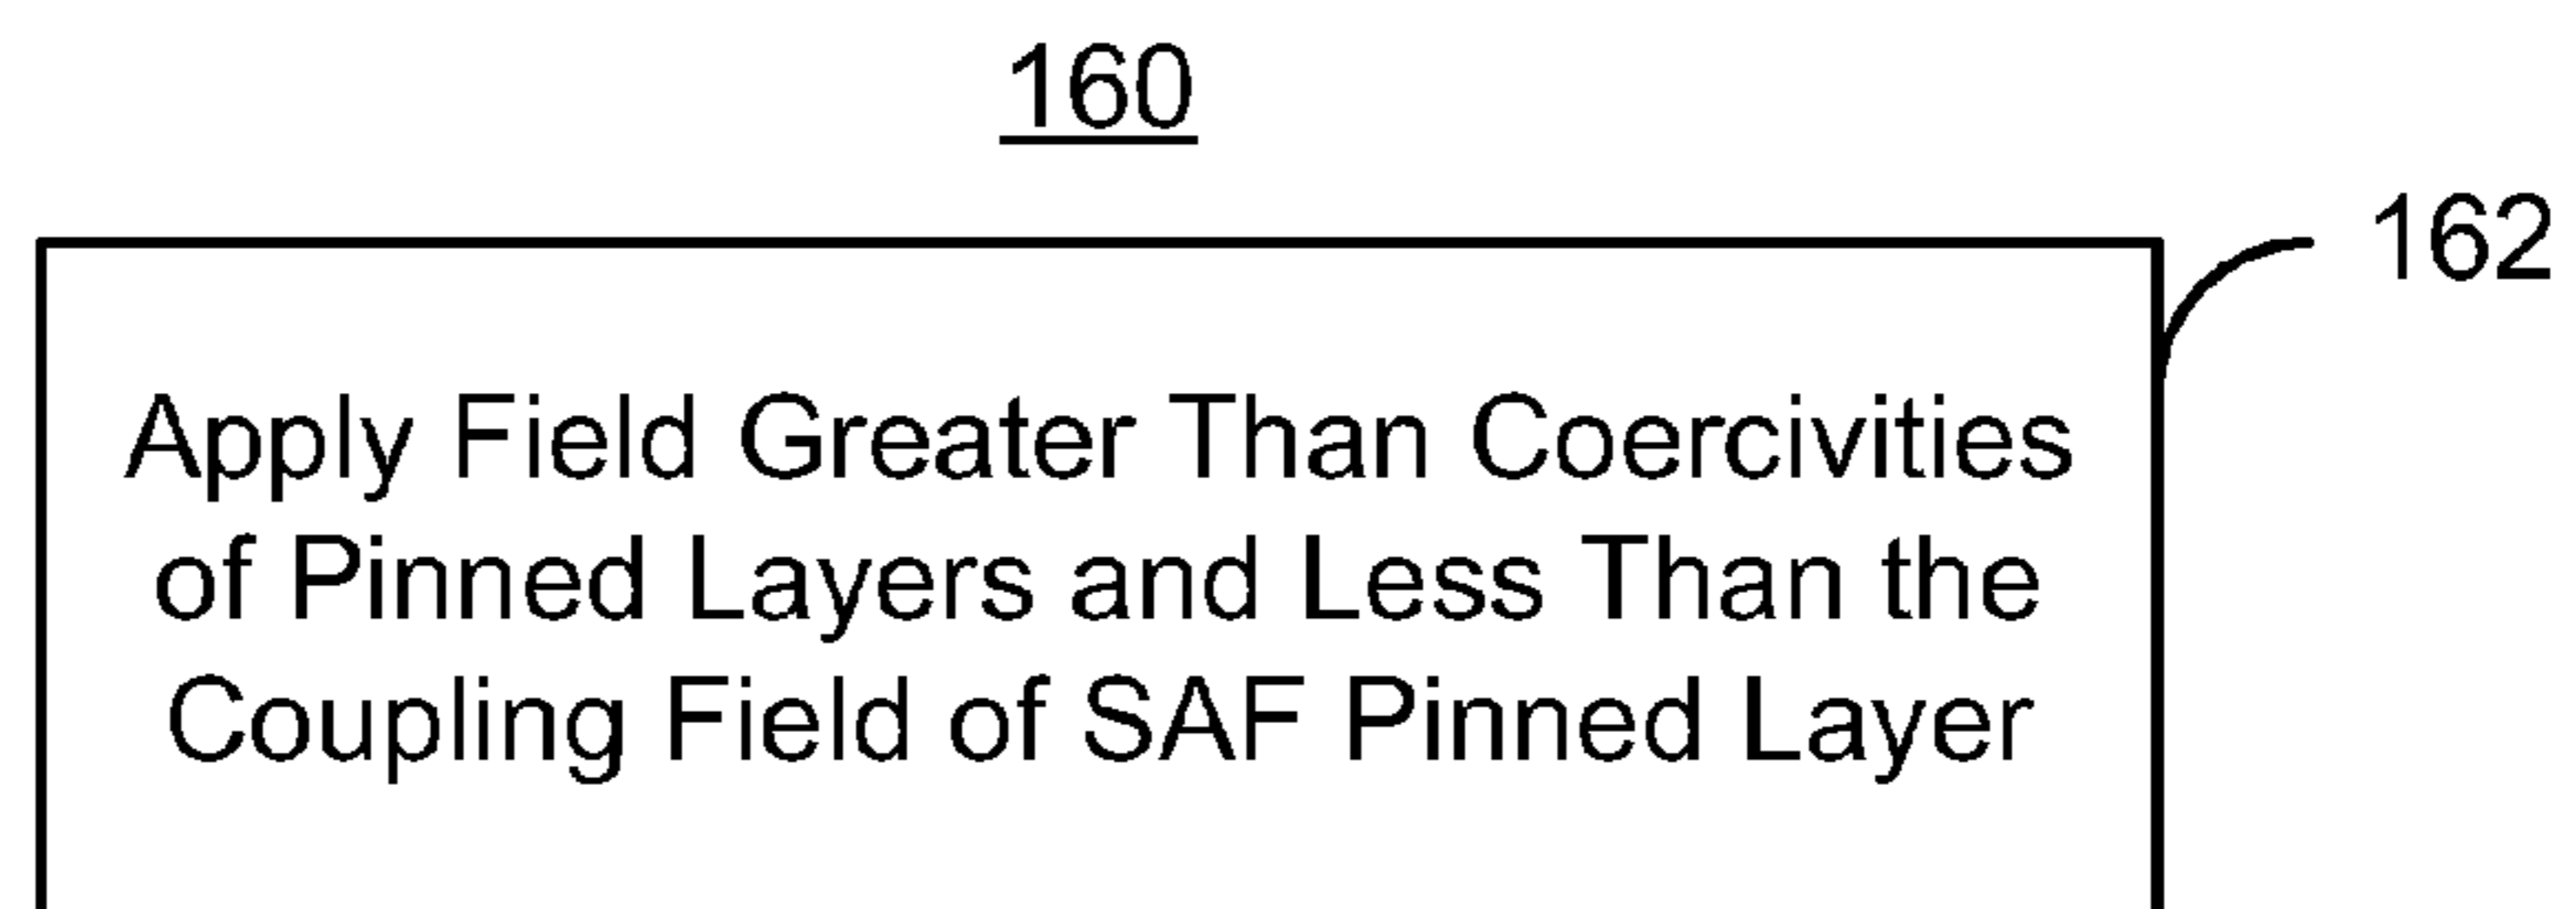 160
162
Apply Field Greater Than Coercivities
of Pinned Layers and Less Than the
Coupling Field of SAF Pinned Layer